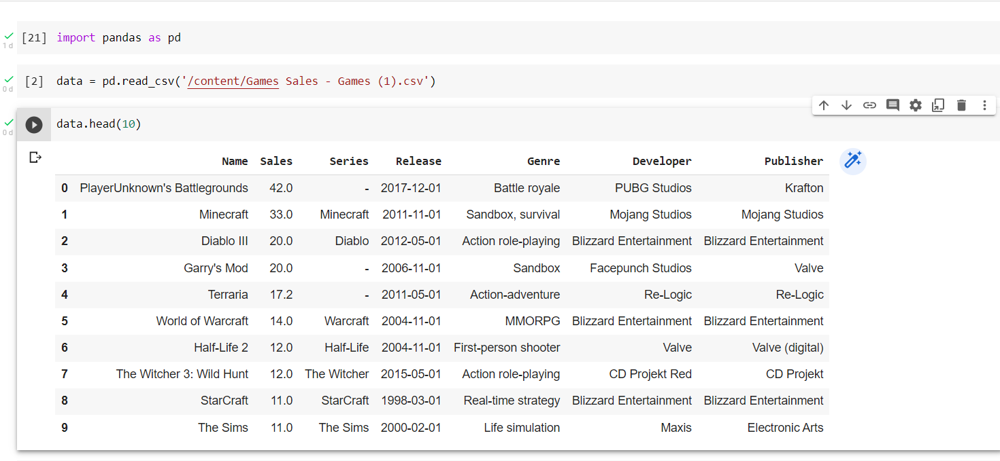 [21] import pandas as pd
1 d
[2] data = pd.read_csv('/content/Games Sales - Games (1).csv')
0 d
data.head(10)
0 d
Name Sales Series Release Genre Developer Publisher
0 PlayerUnknown's Battlegrounds 42.0 - 2017-12-01 Battle royale PUBG Studios Krafton
1 Minecraft 33.0 Minecraft 2011-11-01 Sandbox, survival Mojang Studios Mojang Studios
2 Diablo III 20.0 Diablo 2012-05-01 Action role-playing Blizzard Entertainment Blizzard Entertainment
3 Garry's Mod 20.0 - 2006-11-01 Sandbox Facepunch Studios Valve
4 Terraria 17.2 - 2011-05-01 Action-adventure Re-Logic Re-Logic
5 World of Warcraft 14.0 Warcraft 2004-11-01 MMORPG Blizzard Entertainment Blizzard Entertainment
6 Half-Life 2 12.0 Half-Life 2004-11-01 First-person shooter Valve Valve (digital)
7 The Witcher 3: Wild Hunt 12.0 The Witcher 2015-05-01 Action role-playing CD Projekt Red CD Projekt
8 StarCraft 11.0 StarCraft 1998-03-01 Real-time strategy Blizzard Entertainment Blizzard Entertainment
9 The Sims 11.0 The Sims 2000-02-01 Life simulation Maxis Electronic Arts